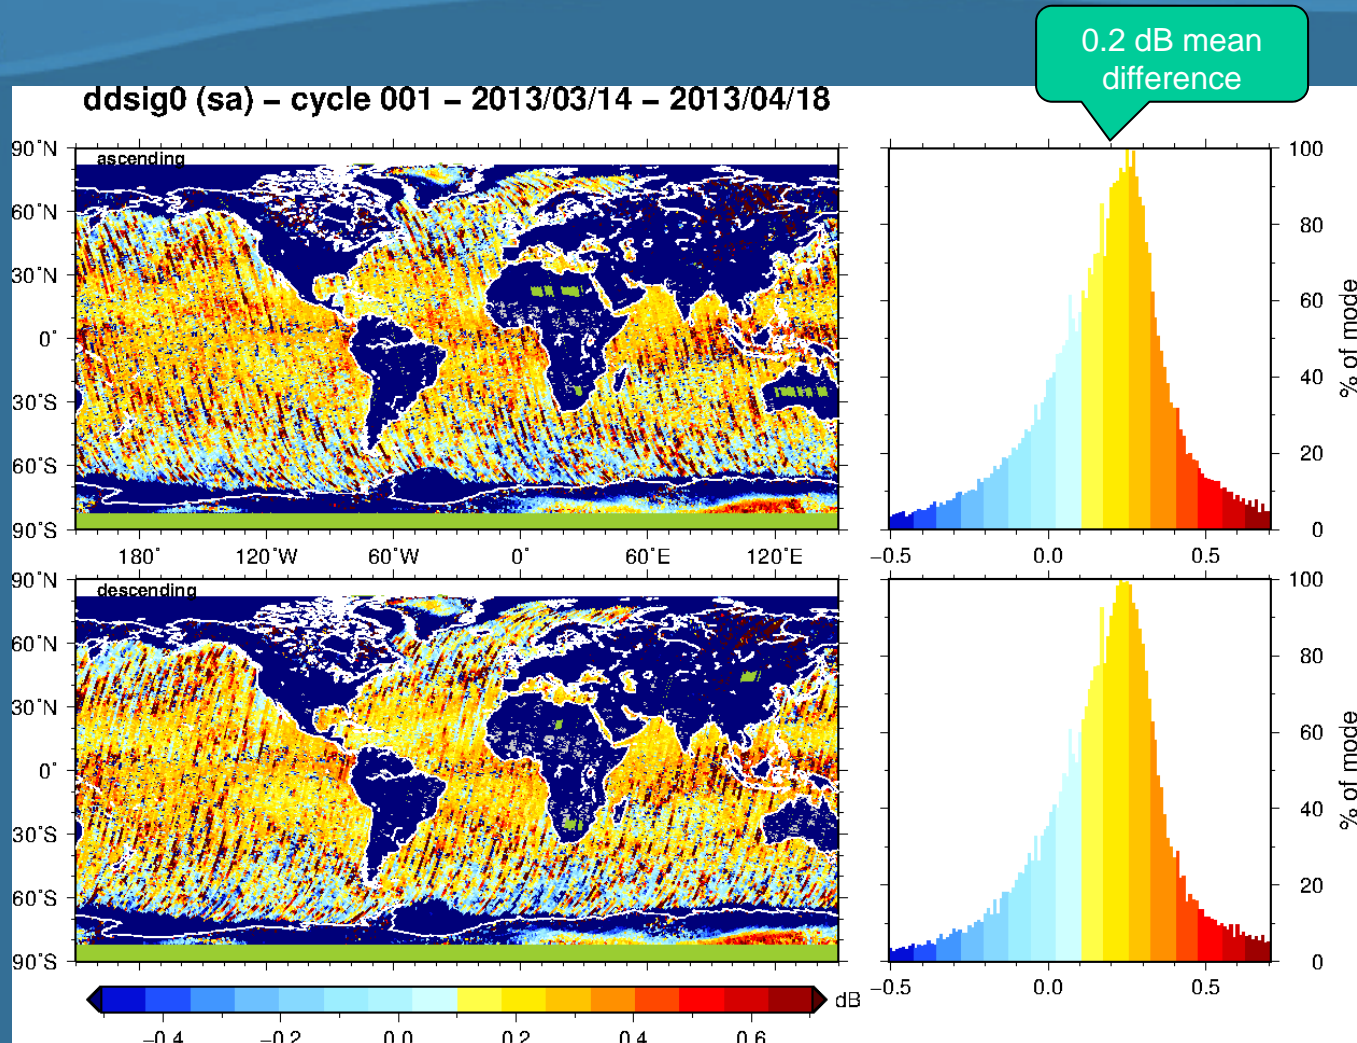 0.2 dB mean
difference
ddsig0 (sa) – cycle 001 – 2013/03/14 – 2013/04/18
ascending
90˚N
60˚N
30˚N
0˚
30˚S
60˚S
90˚S
180˚ 120˚W 60˚W 0˚ 60˚E 120˚E
100
80
60
40
20
0
% of mode
−0.5 0.0 0.5
descending
90˚N
60˚N
30˚N
0˚
30˚S
60˚S
90˚S
100
80
60
40
20
0
% of mode
−0.5 0.0 0.5
dB
−0.4 −0.2 0.0 0.2 0.4 0.6